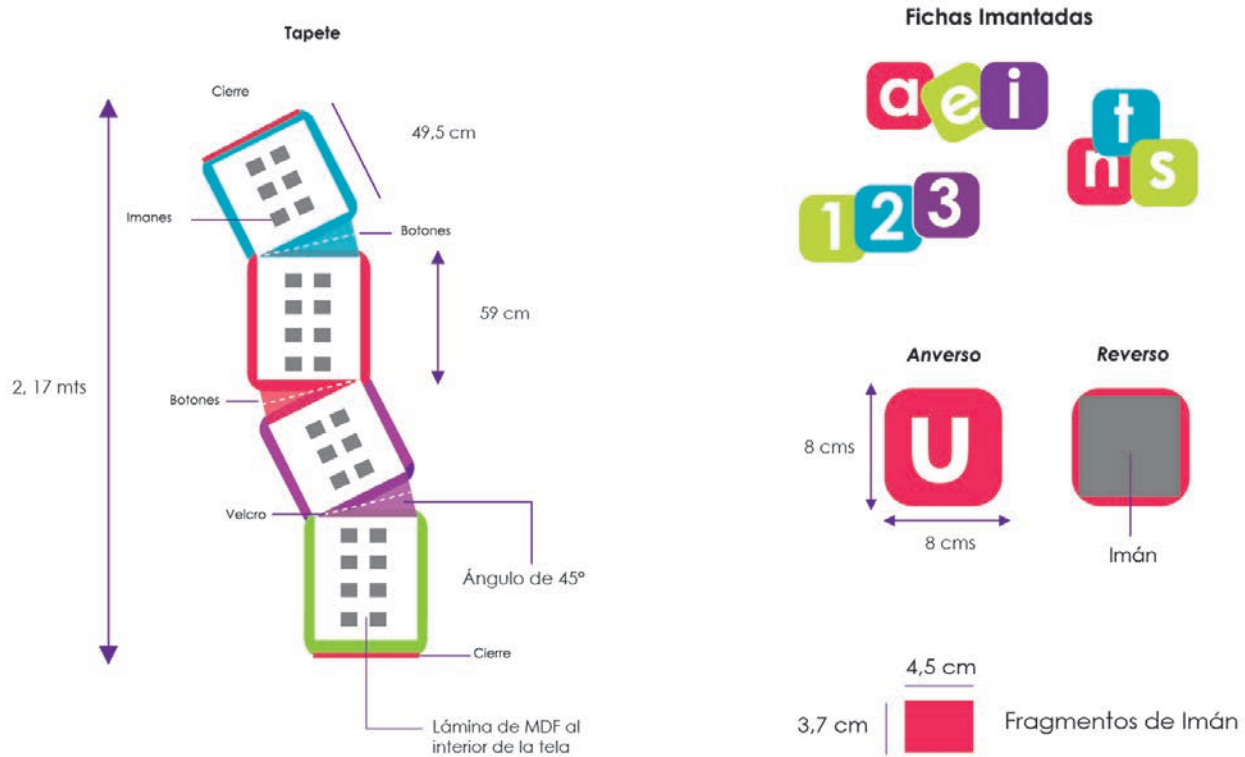 Tapete
Cierre
49,5 cm
Imanes
Botones
59 cm
2, 17 mts
Botones
Velcro
Ángulo de 45°
Cierre
Lámina de MDF al
interior de la tela
Fichas Imantadas
a e i
t
n s
1 2 3
Anverso
Reverso
8 cms
U
8 cms
Imán
4,5 cm
3,7 cm
Fragmentos de Imán